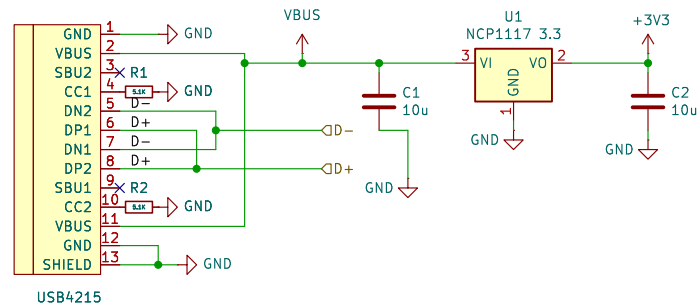 VBUS
U1
NCP1117 3.3
+3V3
GND 1 GND
VBUS 2
SBU2 3 R1
CC1 4 5.1K GND
D-
DN2 5
D+
DP1 6 D-
D-
DN1 7
D+
DP2 8 D+
SBU1 9 R2
CC2 10 5.1K GND
VBUS 11
GND 12
SHIELD 13 GND
USB4215
C1
10u
GND
3 VI VO 2
GND
1
GND
C2
10u
GND